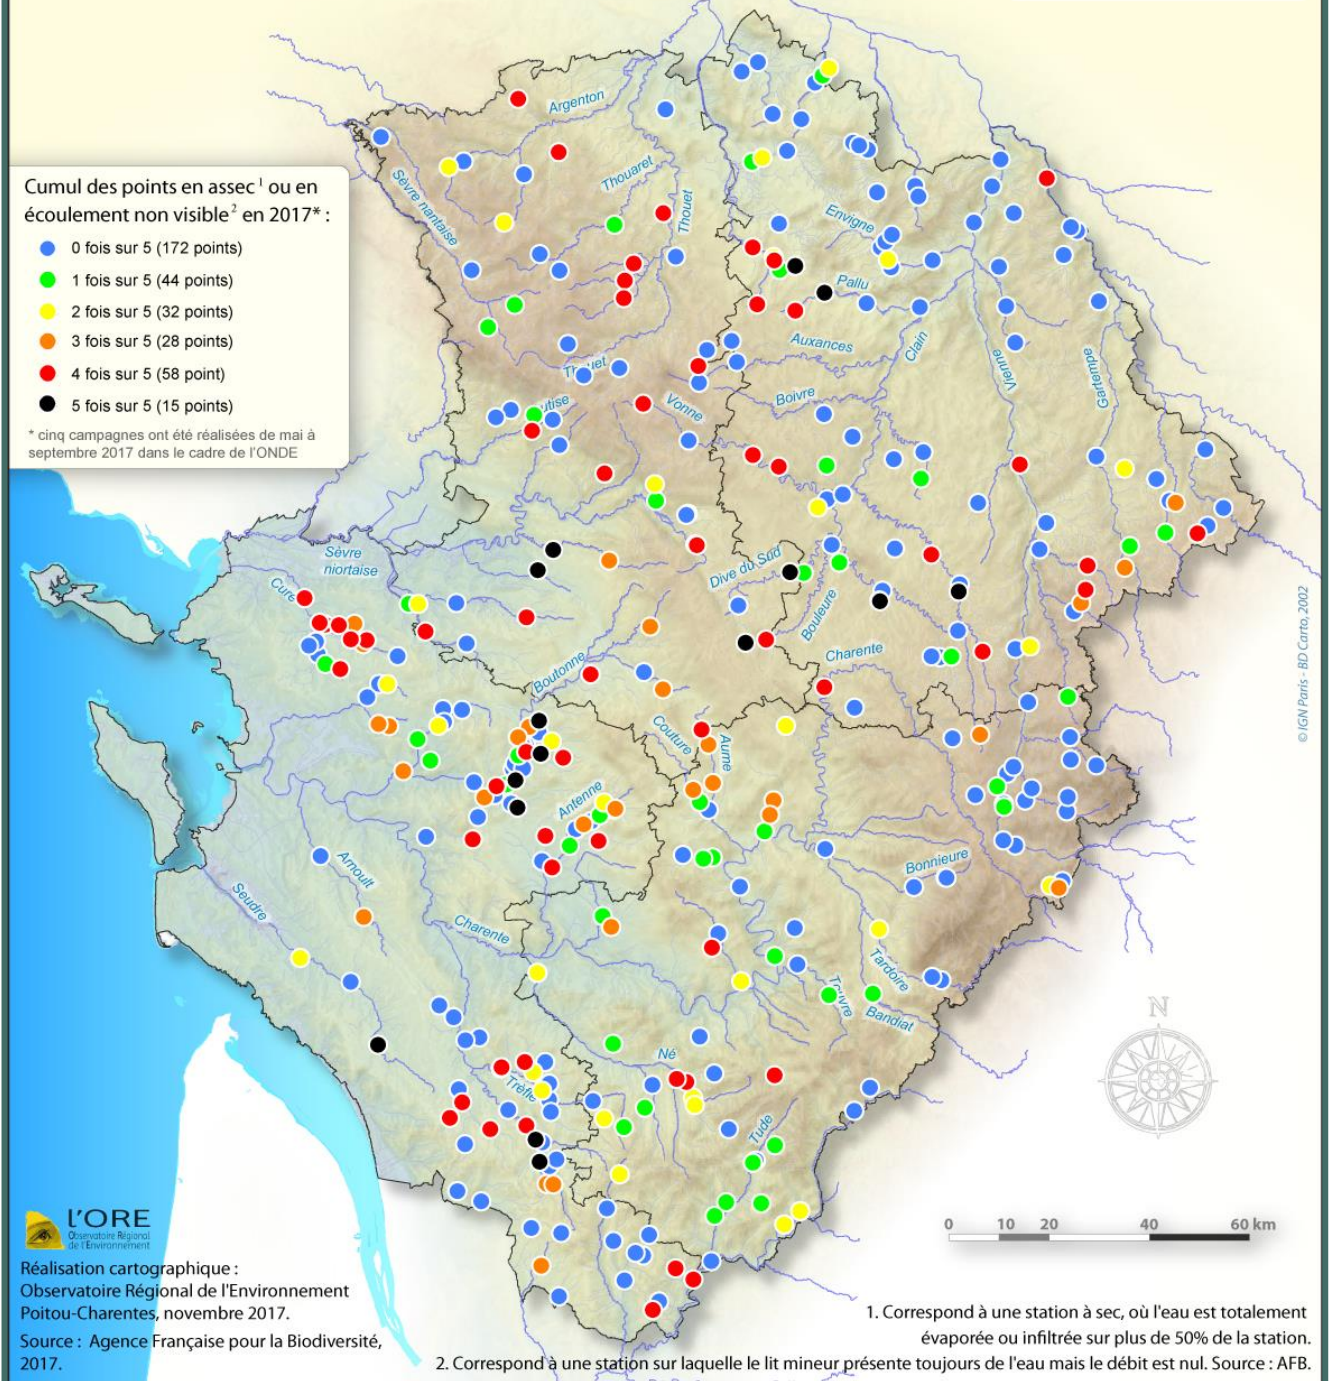 Cumul des points en assec 1 ou en
écoulement non visible 2 en 2017* :
0 fois sur 5 (172 points)
1 fois sur 5 (44 points)
2 fois sur 5 (32 points)
3 fois sur 5 (28 points)
4 fois sur 5 (58 point)
5 fois sur 5 (15 points)
* cinq campagnes ont été réalisées de mai à
septembre 2017 dans le cadre de l'ONDE
Argenton
Thouaret
Thouet
Sèvre nantaise
Envigne
Pallu
Auxances
Clain
Vienne
Gartempe
Boivre
Vonne
Sèvre
niortaise
Curé
Dive du Sud
Bouleure
Charente
Boutonne
Couture
Aume
Antenne
Bonnieure
Arnoult
Seudre
Charente
Tardoire
Touvre
Bandiat
Né
Trèfle
Tude
N
0 10 20 40 60 km
© IGN Paris - BD Carto, 2002
L'ORE
Observatoire Régional
de l'Environnement
Réalisation cartographique :
Observatoire Régional de l'Environnement
Poitou-Charentes, novembre 2017.
Source : Agence Française pour la Biodiversité,
2017.
1. Correspond à une station à sec, où l'eau est totalement
évaporée ou infiltrée sur plus de 50% de la station.
2. Correspond à une station sur laquelle le lit mineur présente toujours de l'eau mais le débit est nul. Source : AFB.